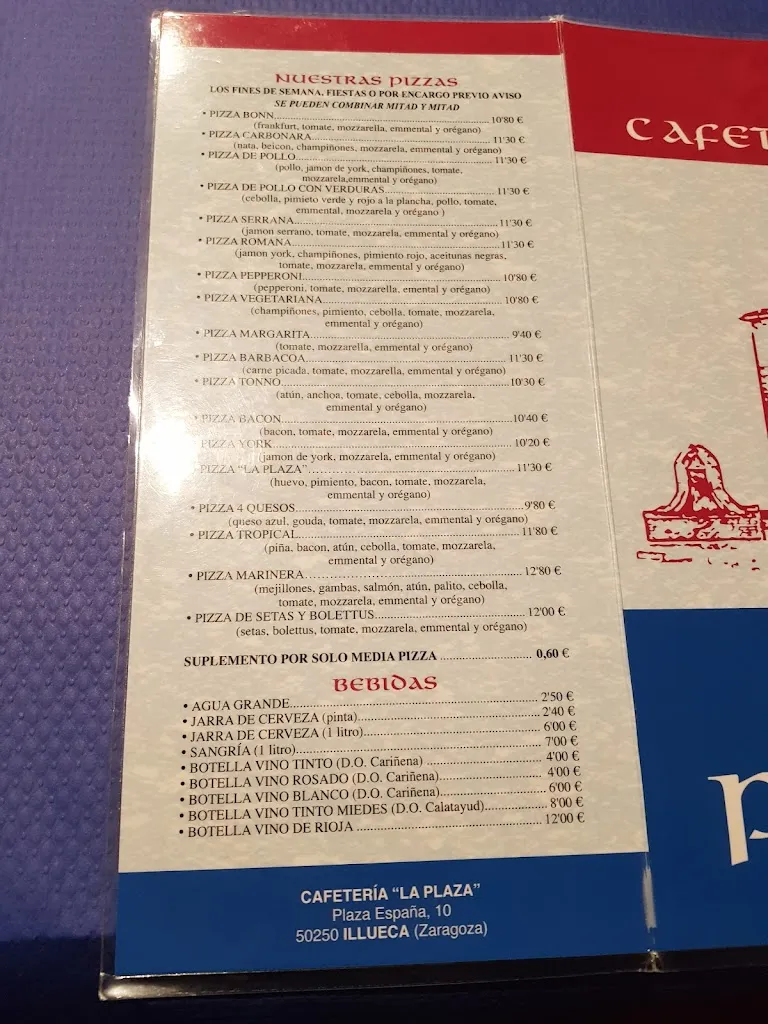 NUESTRAS PIZZAS
LOS FINES DE SEMANA, FIESTAS O POR ENCARGO PREVIO AVISO
SE PUEDEN COMBINAR MITAD Y MITAD
• PIZZA BONN 10'80 €
(frankfurt, tomate, mozzarella, emmental y orégano)
• PIZZA CARBONARA 11'30 €
(nata, beicon, champiñones, mozzarela, emmental y orégano)
• PIZZA DE POLLO 11'30 €
(pollo, jamon de york, champiñones, tomate,
mozzarela,emmental y orégano)
• PIZZA DE POLLO CON VERDURAS 11'30 €
(cebolla, pimieto verde y rojo a la plancha, pollo, tomate,
emmental, mozzarela y orégano )
• PIZZA SERRANA 11'30 €
(jamon serrano, tomate, mozzarela, emmental y orégano)
• PIZZA ROMANA 11'30 €
(jamon york, champiñones, pimiento rojo, aceitunas negras,
tomate, mozzarela, emmental y orégano)
• PIZZA PEPPERONI 10'80 €
(pepperoni, tomate, mozzarella, emental y orégano)
• PIZZA VEGETARIANA 10'80 €
(champiñones, pimiento, cebolla, tomate, mozzarela,
emmental y orégano)
• PIZZA MARGARITA 9'40 €
(tomate, mozzarella, emmental y orégano)
• PIZZA BARBACOA 11'30 €
(carne picada, tomate, mozzarela, emmental y orégano)
• PIZZA TONNO 10'30 €
(atún, anchoa, tomate, cebolla, mozzarela,
emmental y orégano)
• PIZZA BACON 10'40 €
(bacon, tomate, mozzarela, emmental y orégano)
PIZZA YORK 10'20 €
(jamon de york, mozzarela, emmental y orégano)
PIZZA “LA PLAZA” 11'30 €
(huevo, pimiento, bacon, tomate, mozzarela,
emmental y orégano)
• PIZZA 4 QUESOS 9'80 €
(queso azul, gouda, tomate, mozzarela, emmental y orégano)
• PIZZA TROPICAL 11'80 €
(piña, bacon, atún, cebolla, tomate, mozzarela,
emmental y orégano)
• PIZZA MARINERA 12'80 €
(mejillones, gambas, salmón, atún, palito, cebolla,
tomate, mozzarela, emmental y orégano)
• PIZZA DE SETAS Y BOLETTUS 12'00 €
(setas, bolettus, tomate, mozzarela, emmental y orégano)
SUPLEMENTO POR SOLO MEDIA PIZZA 0,60 €
BEBIDAS
• AGUA GRANDE 2'50 €
• JARRA DE CERVEZA (pinta) 2'40 €
• JARRA DE CERVEZA (1 litro) 6'00 €
• SANGRÍA (1 litro) 7'00 €
• BOTELLA VINO TINTO (D.O. Cariñena) 4'00 €
• BOTELLA VINO ROSADO (D.O. Cariñena) 4'00 €
• BOTELLA VINO BLANCO (D.O. Cariñena) 6'00 €
• BOTELLA VINO TINTO MIEDES (D.O. Calatayud) 8'00 €
• BOTELLA VINO DE RIOJA 12'00 €
CAFETERÍA “LA PLAZA”
Plaza España, 10
50250 ILLUECA (Zaragoza)
CAFET